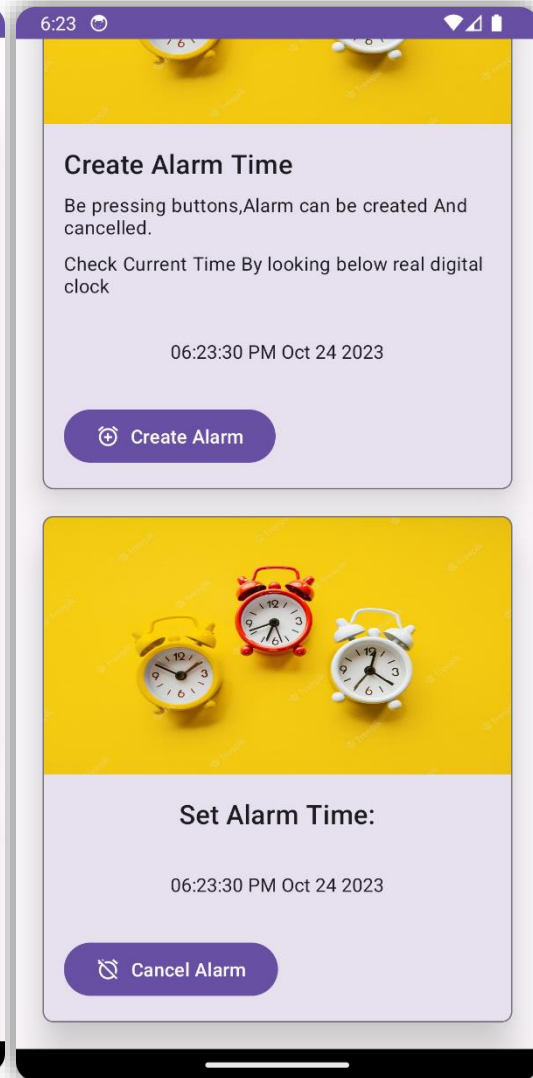 6:23
Create Alarm Time
Be pressing buttons,Alarm can be created And
cancelled.
Check Current Time By looking below real digital
clock
06:23:30 PM Oct 24 2023
Create Alarm
Set Alarm Time:
06:23:30 PM Oct 24 2023
Cancel Alarm